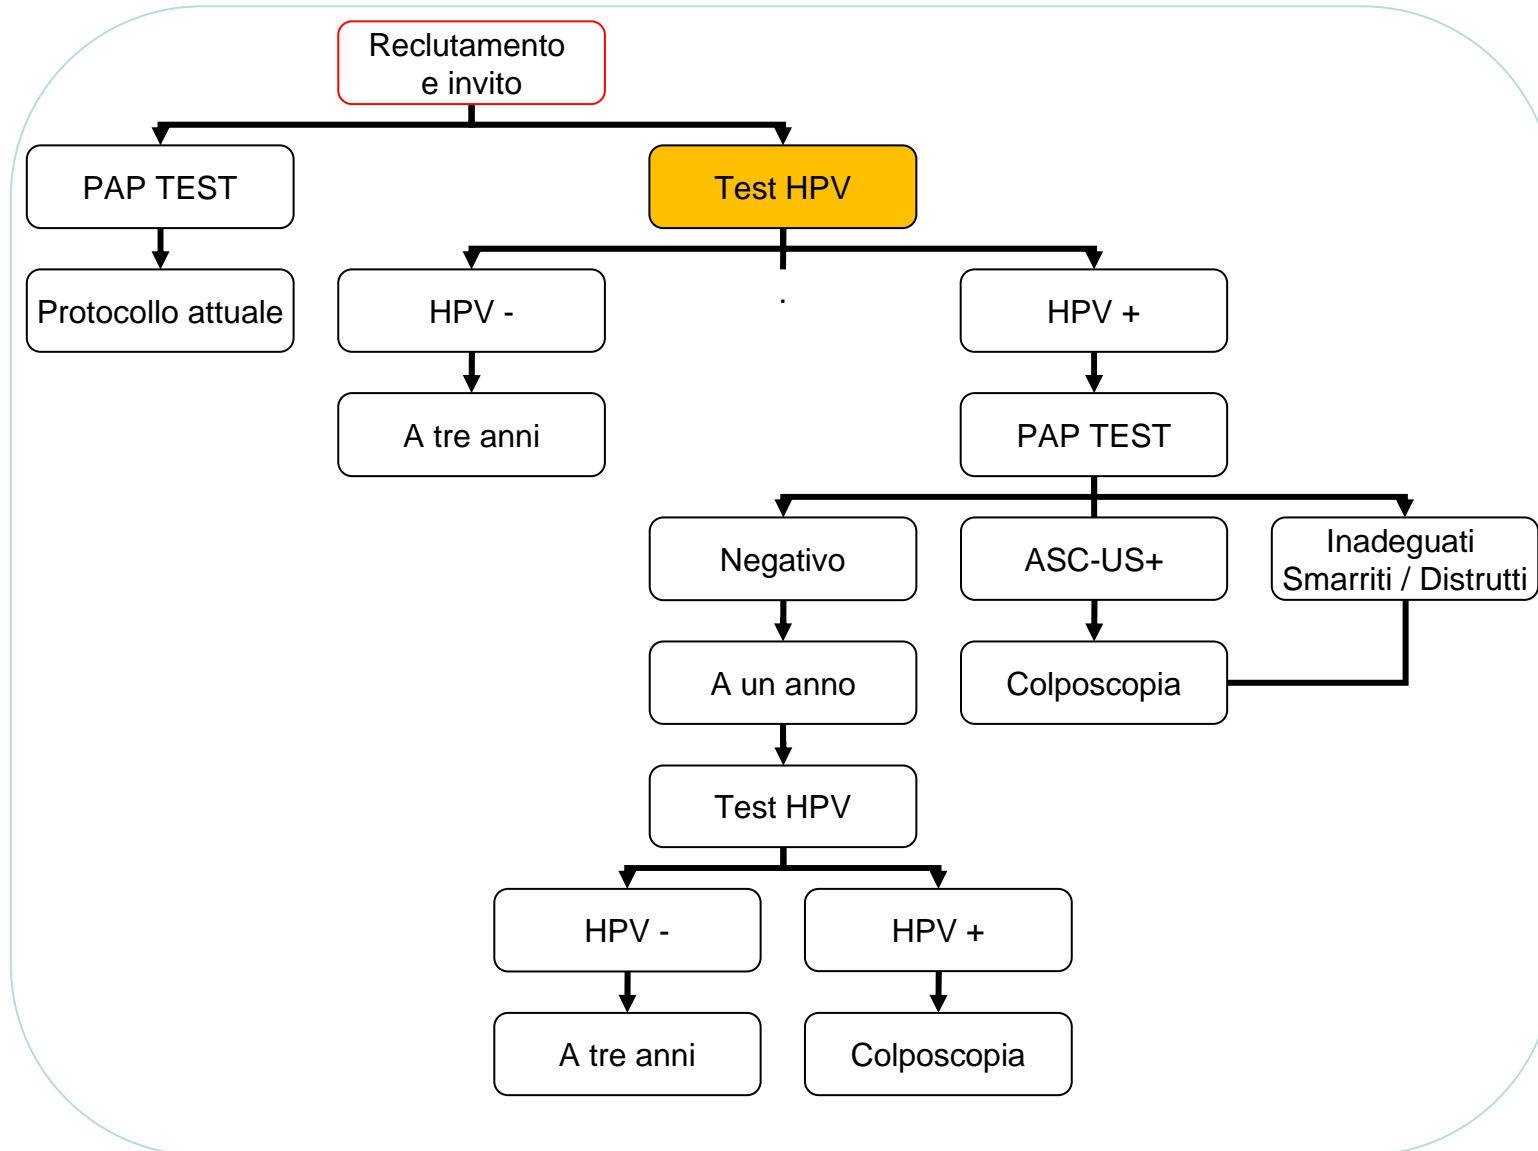 Reclutamento
e invito
PAP TEST
Test HPV
Protocollo attuale
HPV -
.
HPV +
A tre anni
PAP TEST
Negativo
ASC-US+
Inadeguati
Smarriti / Distrutti
A un anno
Colposcopia
Test HPV
HPV -
HPV +
A tre anni
Colposcopia